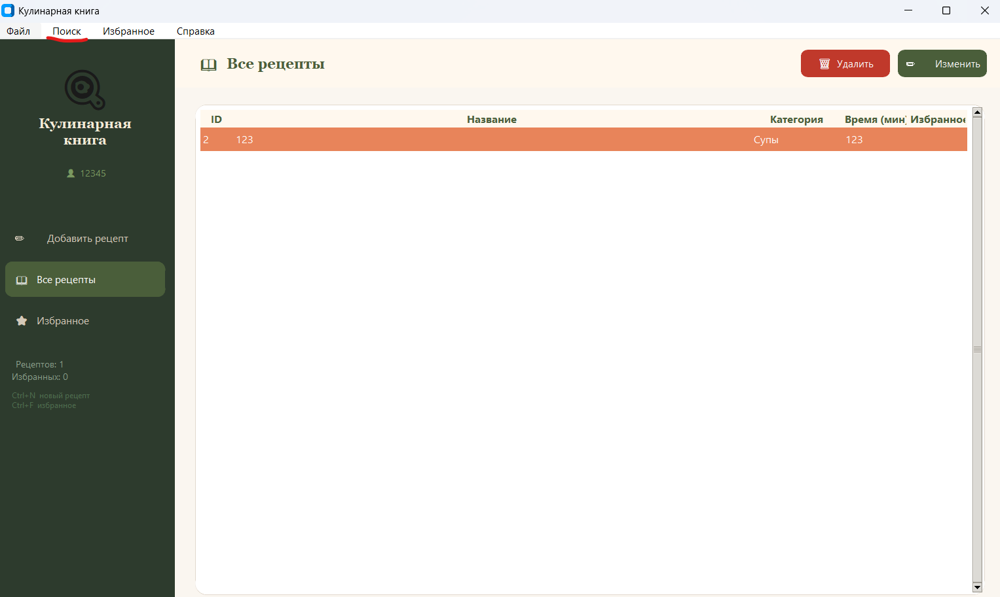 Кулинарная книга
Файл Поиск Избранное Справка
Кулинарная
книга
12345
Добавить рецепт
Все рецепты
Избранное
Рецептов: 1
Избранных: 0
Ctrl+N новый рецепт
Ctrl+F избранное
Все рецепты
Удалить
Изменить
ID Название Категория Время (мин) Избранное
2 123 Супы 123